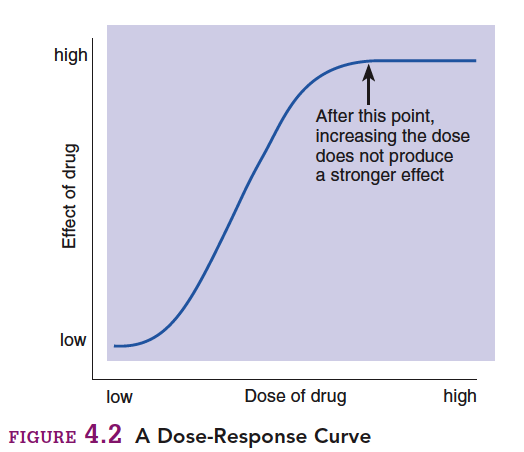 high
After this point,
increasing the dose
does not produce
a stronger effect
Effect of drug
low
low Dose of drug high
FIGURE 4.2 A Dose-Response Curve